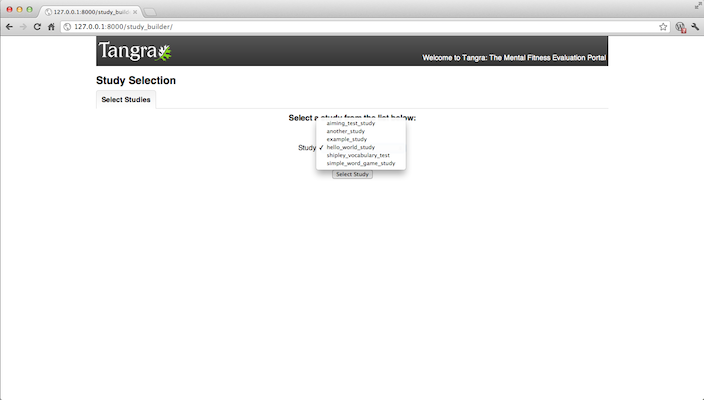 127.0.0.1:8000/study_build
127.0.0.1:8000/study_builder/
Tangra
Welcome to Tangra: The Mental Fitness Evaluation Portal
Study Selection
Select Studies
Select a study from the list below:
aiming_test_study
another_study
example_study
Study ✓ hello_world_study
shipley_vocabulary_test
simple_word_game_study
Select Study